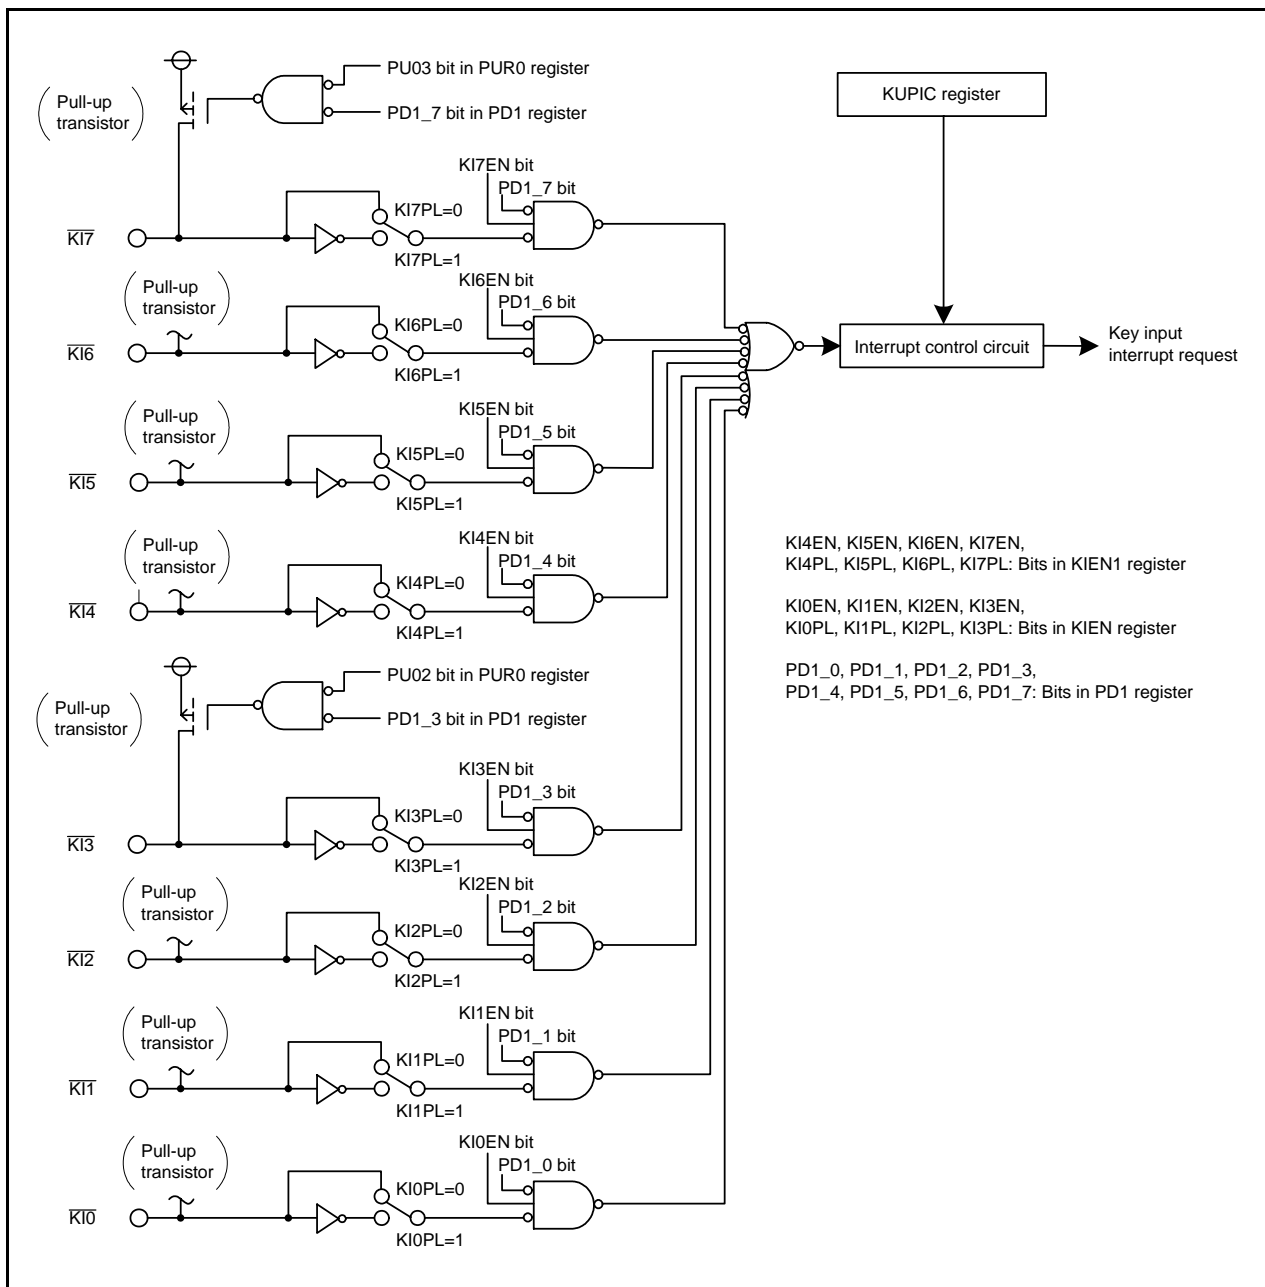 PU03 bit in PUR0 register
Pull-up
transistor
PD1_7 bit in PD1 register
KUPIC register
KI7EN bit
PD1_7 bit
KI7PL=0
KI7
KI7PL=1
Pull-up
transistor
KI6EN bit
PD1_6 bit
KI6PL=0
KI6
KI6PL=1
Interrupt control circuit
Key input
interrupt request
Pull-up
transistor
KI5EN bit
PD1_5 bit
KI5PL=0
KI5
KI5PL=1
Pull-up
transistor
KI4EN bit
PD1_4 bit
KI4PL=0
KI4
KI4PL=1
KI4EN, KI5EN, KI6EN, KI7EN,
KI4PL, KI5PL, KI6PL, KI7PL: Bits in KIEN1 register
KI0EN, KI1EN, KI2EN, KI3EN,
KI0PL, KI1PL, KI2PL, KI3PL: Bits in KIEN register
PD1_0, PD1_1, PD1_2, PD1_3,
PD1_4, PD1_5, PD1_6, PD1_7: Bits in PD1 register
PU02 bit in PUR0 register
Pull-up
transistor
PD1_3 bit in PD1 register
KI3EN bit
PD1_3 bit
KI3PL=0
KI3
KI3PL=1
Pull-up
transistor
KI2EN bit
PD1_2 bit
KI2PL=0
KI2
KI2PL=1
Pull-up
transistor
KI1EN bit
PD1_1 bit
KI1PL=0
KI1
KI1PL=1
Pull-up
transistor
KI0EN bit
PD1_0 bit
KI0PL=0
KI0
KI0PL=1